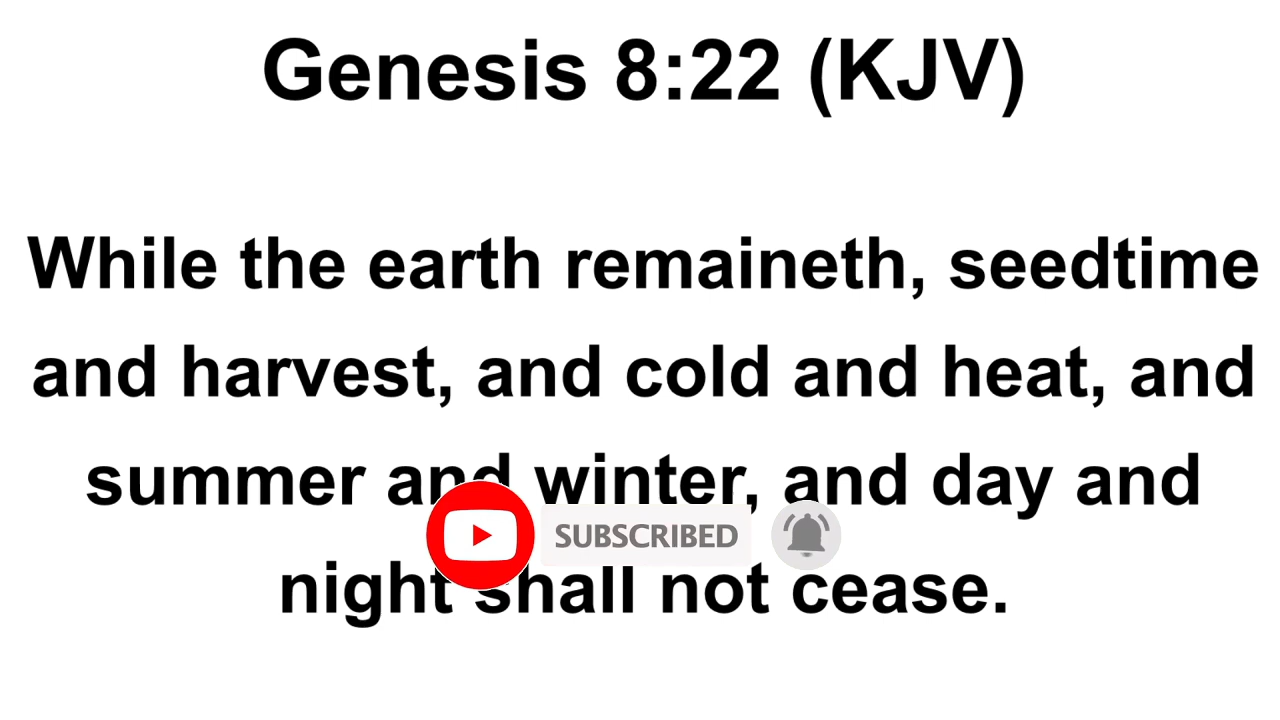 Genesis 8:22 (KJV)
While the earth remaineth, seedtime
and harvest, and cold and heat, and
summer and winter, and day and
night shall not cease.
SUBSCRIBED